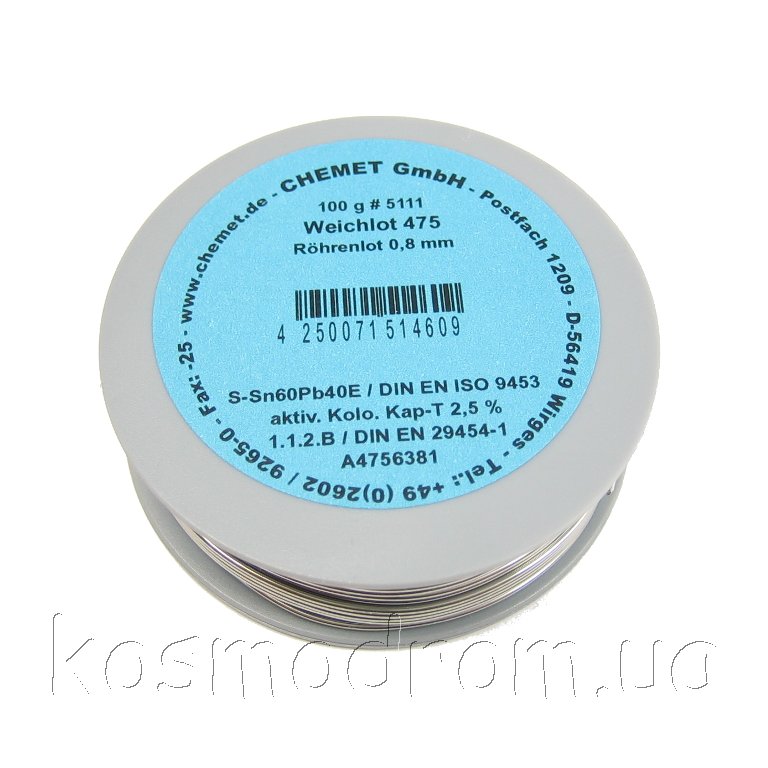 CHEMET GmbH - Postfach 1209 - D-56419 Wirges - Tel.: +49 (0)2602 / 9265-0 - Fax: -25 - www.chemet.de -
100 g # 5111
Weichlot 475
Röhrenlot 0,8 mm
4 250071 514609
S-Sn60Pb40E / DIN EN ISO 9453
aktiv. Kolo. Kap-T 2,5 %
1.1.2.B / DIN EN 29454-1
A4756381
kosmodrom.ua